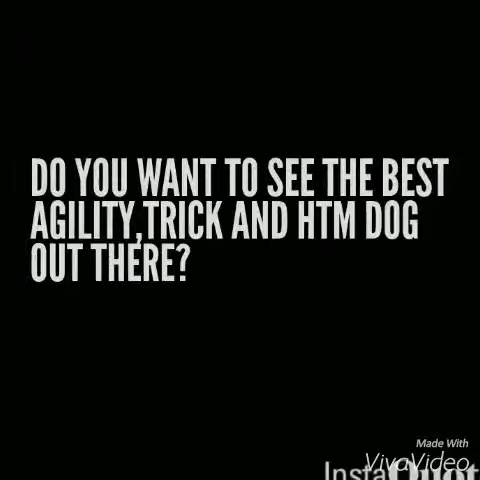 DO YOU WANT TO SEE THE BEST
AGILITY,TRICK AND HTM DOG
OUT THERE?
Made With
VivaVideo